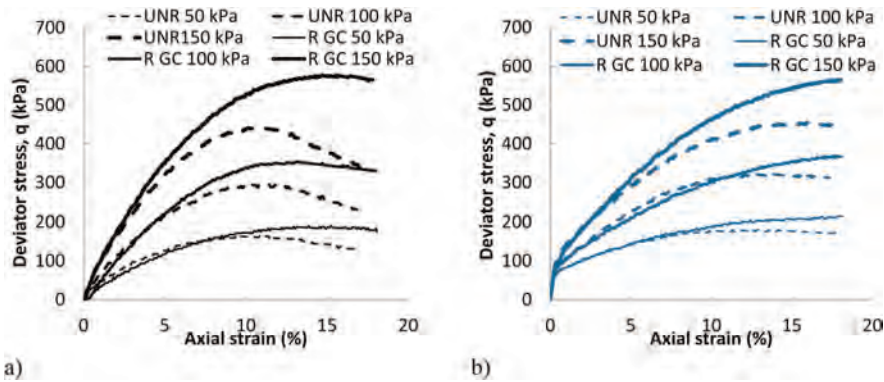 UNR 50 kPa UNR 100 kPa
UNR150 kPa R GC 50 kPa
R GC 100 kPa R GC 150 kPa
700
600
500
400
300
200
100
0
Deviator stress, q (kPa)
0 5 10 15 20
Axial strain (%)
a)
UNR 50 kPa UNR 100 kPa
UNR 150 kPa R GC 50 kPa
R GC 100 kPa R GC 150 kPa
700
600
500
400
300
200
100
0
Deviator stress, q (kPa)
0 5 10 15 20
Axial strain (%)
b)